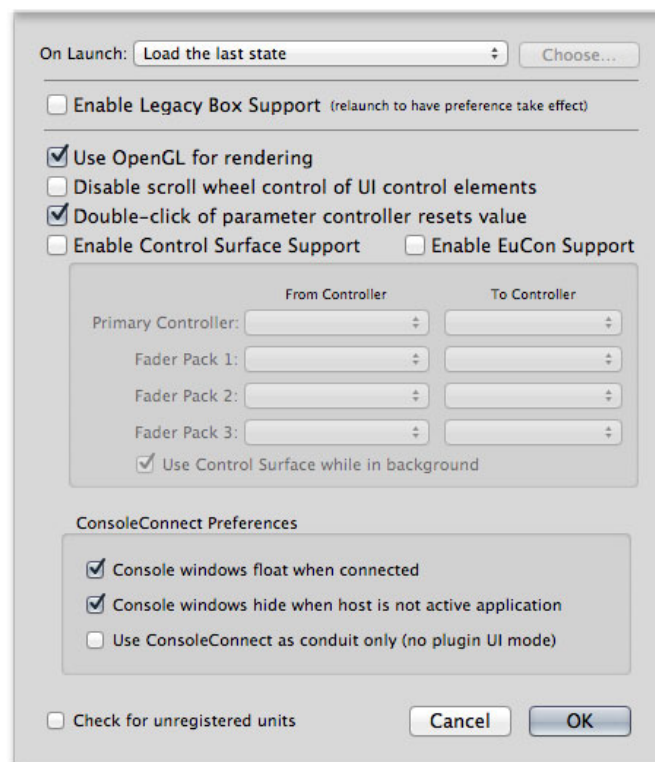 On Launch: Load the last state Choose...
Enable Legacy Box Support (relaunch to have preference take effect)
Use OpenGL for rendering
Disable scroll wheel control of UI control elements
Double-click of parameter controller resets value
Enable Control Surface Support Enable EuCon Support
From Controller To Controller
Primary Controller:
Fader Pack 1:
Fader Pack 2:
Fader Pack 3:
Use Control Surface while in background
ConsoleConnect Preferences
Console windows float when connected
Console windows hide when host is not active application
Use ConsoleConnect as conduit only (no plugin UI mode)
Check for unregistered units Cancel OK